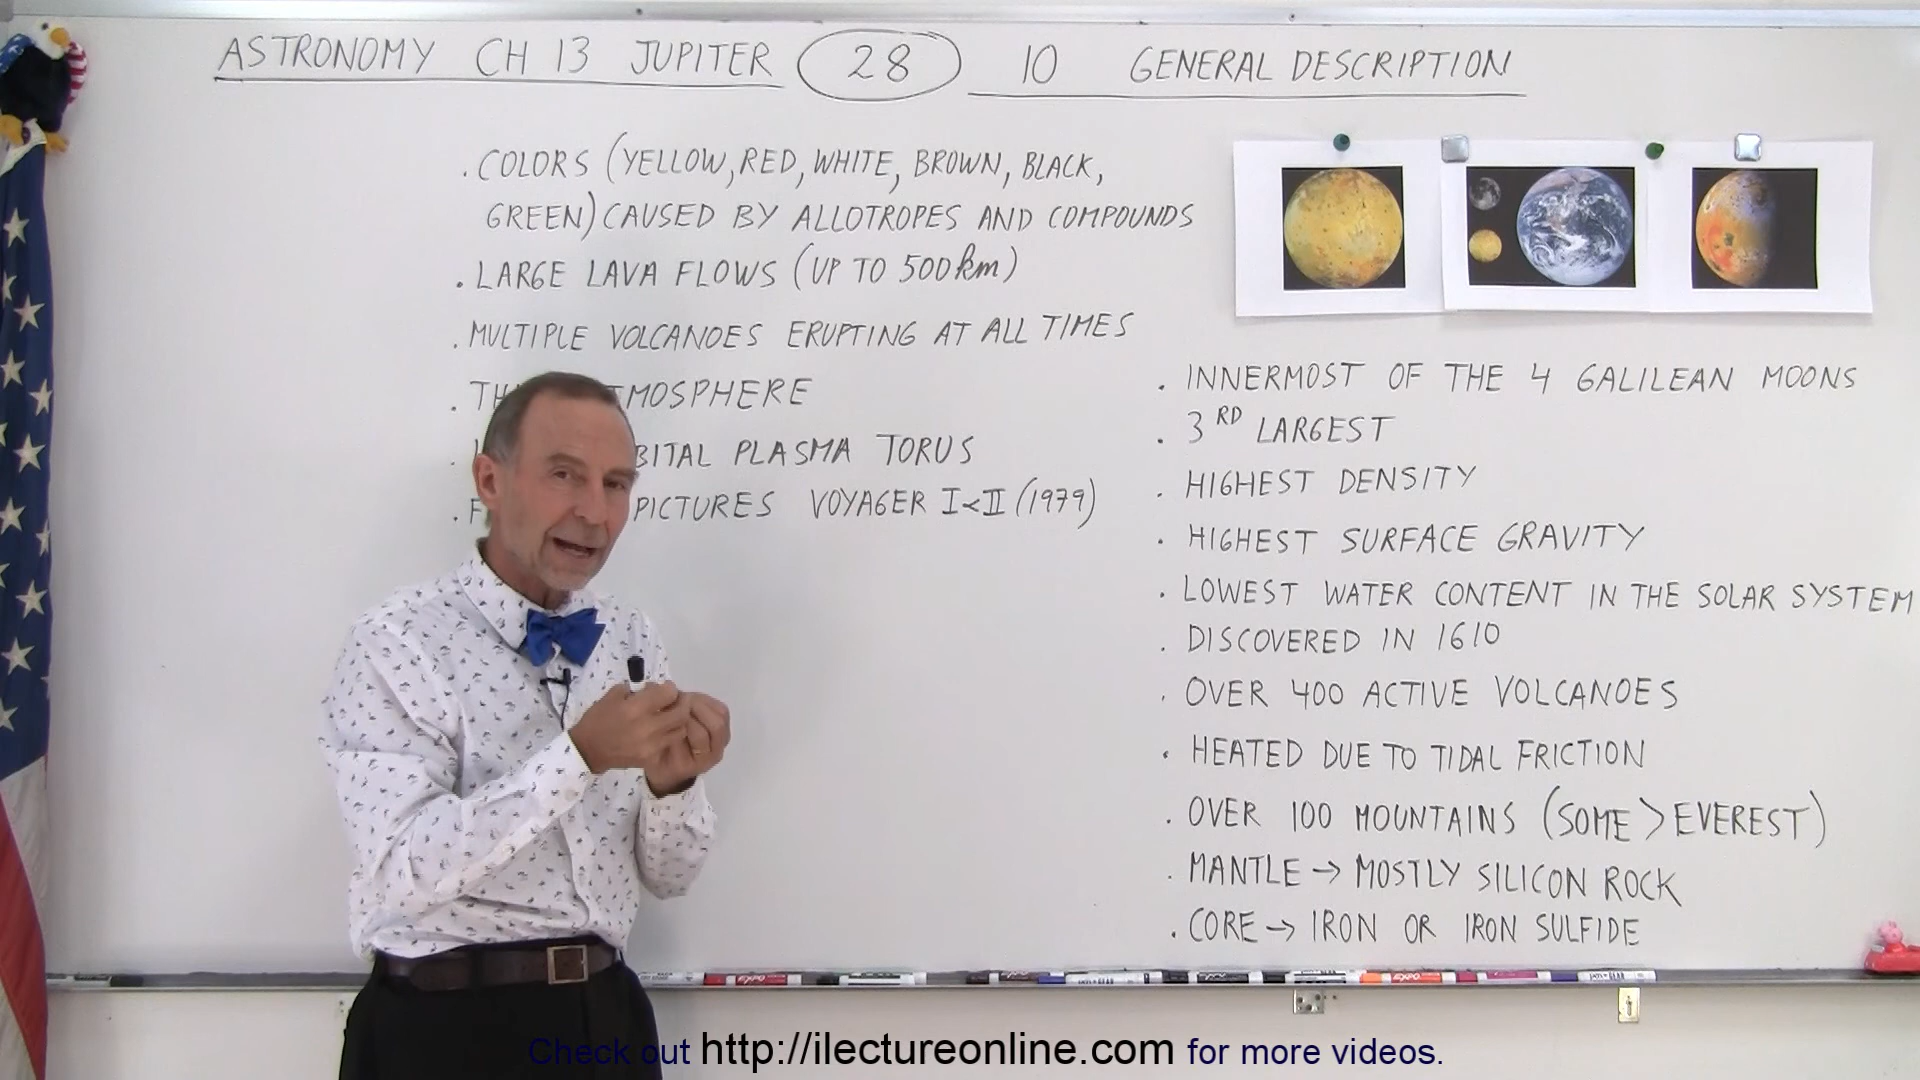 ASTRONOMY CH 13 JUPITER 28 IO GENERAL DESCRIPTION
. COLORS (YELLOW, RED, WHITE, BROWN, BLACK,
GREEN) CAUSED BY ALLOTROPES AND COMPOUNDS
. LARGE LAVA FLOWS (UP TO 500km)
. MULTIPLE VOLCANOES ERUPTING AT ALL TIMES
. TH MOSPHERE
. BITAL PLASMA TORUS
. F PICTURES VOYAGER I & II (1979)
. INNERMOST OF THE 4 GALILEAN MOONS
. 3RD LARGEST
. HIGHEST DENSITY
. HIGHEST SURFACE GRAVITY
. LOWEST WATER CONTENT IN THE SOLAR SYSTEM
. DISCOVERED IN 1610
. OVER 400 ACTIVE VOLCANOES
. HEATED DUE TO TIDAL FRICTION
. OVER 100 MOUNTAINS (SOME > EVEREST)
. MANTLE → MOSTLY SILICON ROCK
. CORE → IRON OR IRON SULFIDE
EXPO
EXPO
Check out http://ilectureonline.com for more videos.